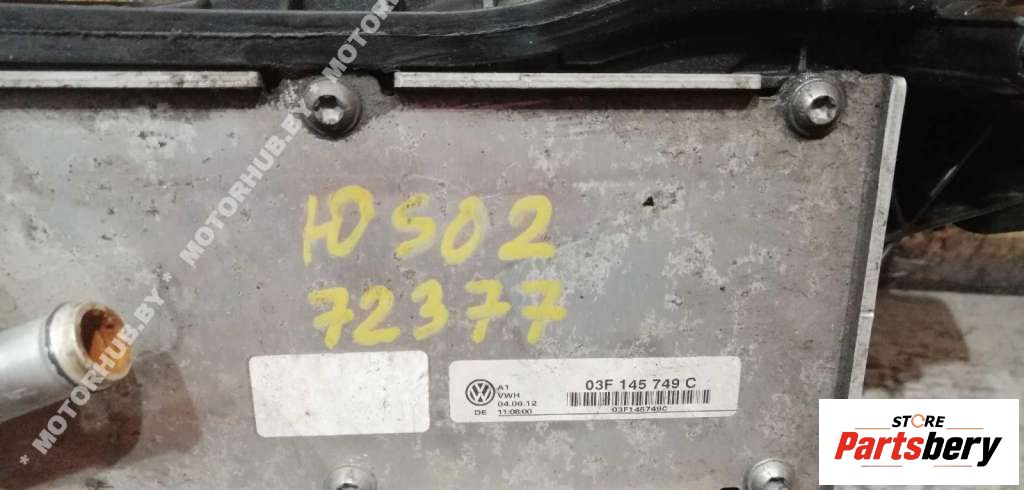 * MOTORHUB.BY * MOTORHUB.BY * MOTORHUB.BY
Ю502
72377
A1
VWH
04.06.12
DE 11:06:00
03F 145 749 C
03F145749C
STORE
Partsbery